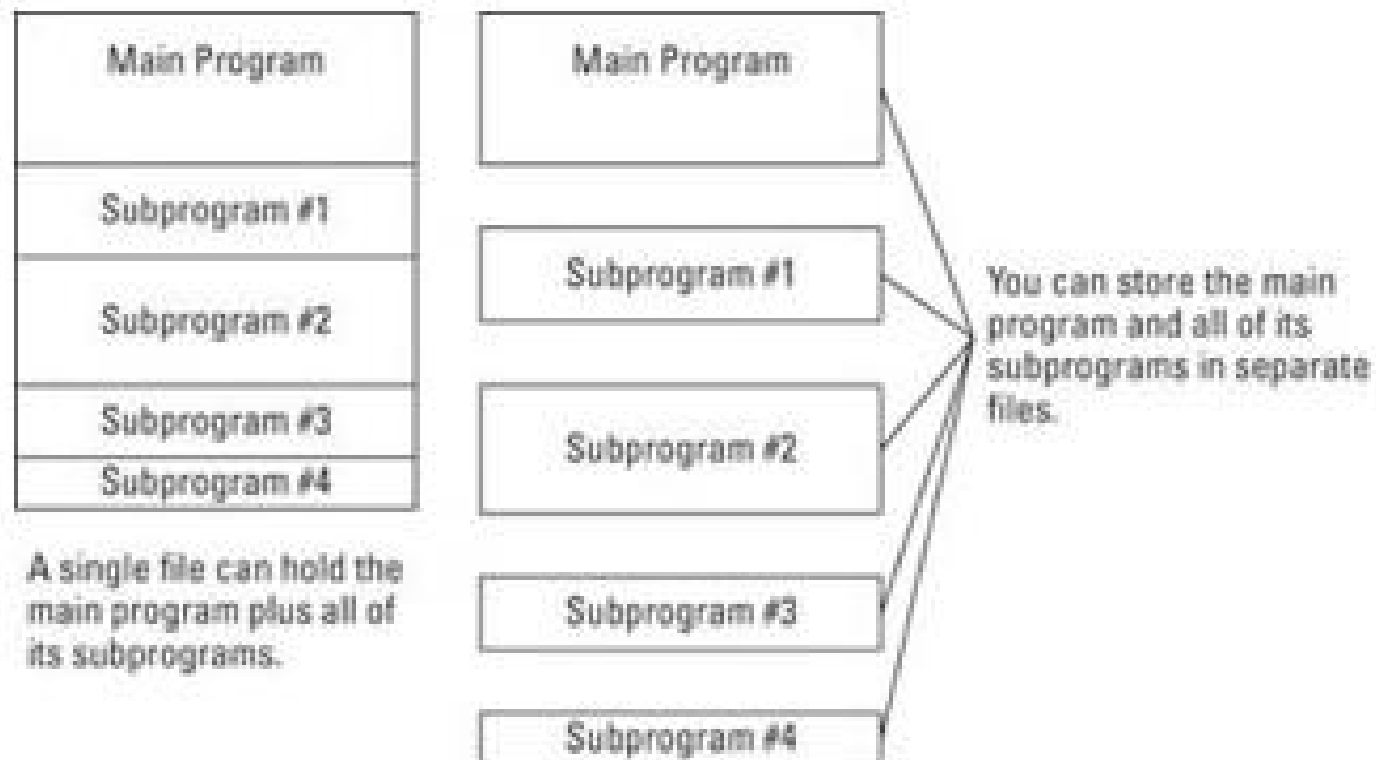 Main Program
Subprogram #1
Subprogram #2
Subprogram #3
Subprogram #4
A single file can hold the
main program plus all of
its subprograms.
Main Program
Subprogram #1
Subprogram #2
Subprogram #3
Subprogram #4
You can store the main
program and all of its
subprograms in separate
files.